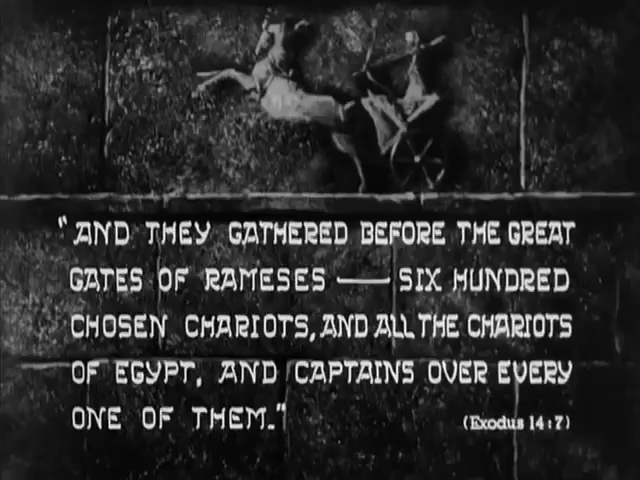 "AND THEY GATHERED BEFORE THE GREAT
GATES OF RAMESES — SIX HUNDRED
CHOSEN CHARIOTS, AND ALL THE CHARIOTS
OF EGYPT, AND CAPTAINS OVER EVERY
ONE OF THEM."
(Exodus 14:7)